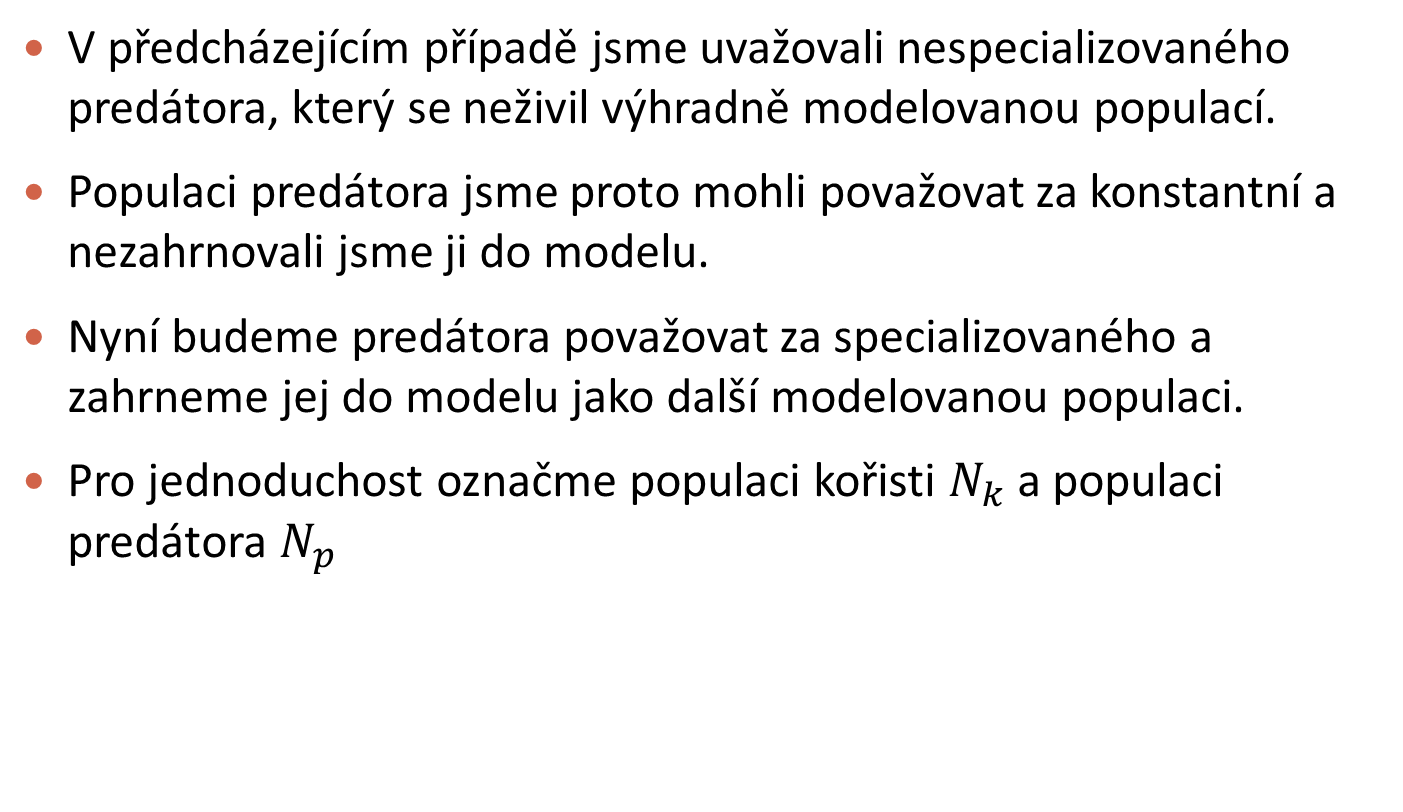 • V předcházejícím případě jsme uvažovali nespecializovaného
predátora, který se neživil výhradně modelovanou populací.
• Populaci predátora jsme proto mohli považovat za konstantní a
nezahrnovali jsme ji do modelu.
• Nyní budeme predátora považovat za specializovaného a
zahrneme jej do modelu jako další modelovanou populaci.
• Pro jednoduchost označme populaci kořisti $N_k$ a populaci
predátora $N_p$